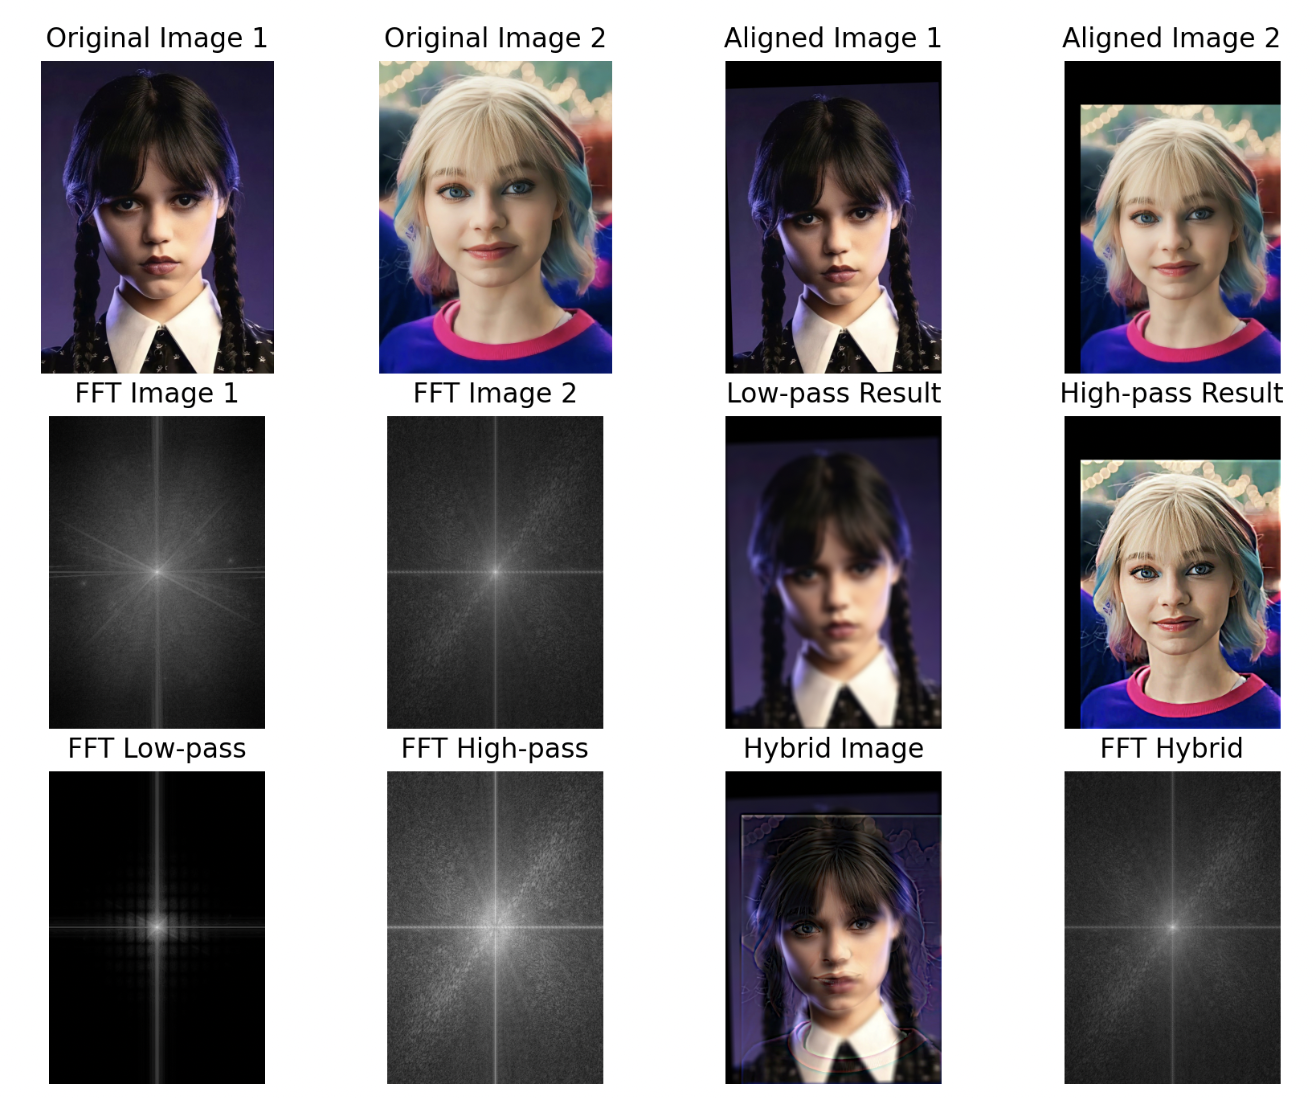 Original Image 1
Original Image 2
Aligned Image 1
Aligned Image 2
FFT Image 1
FFT Image 2
Low-pass Result
High-pass Result
FFT Low-pass
FFT High-pass
Hybrid Image
FFT Hybrid